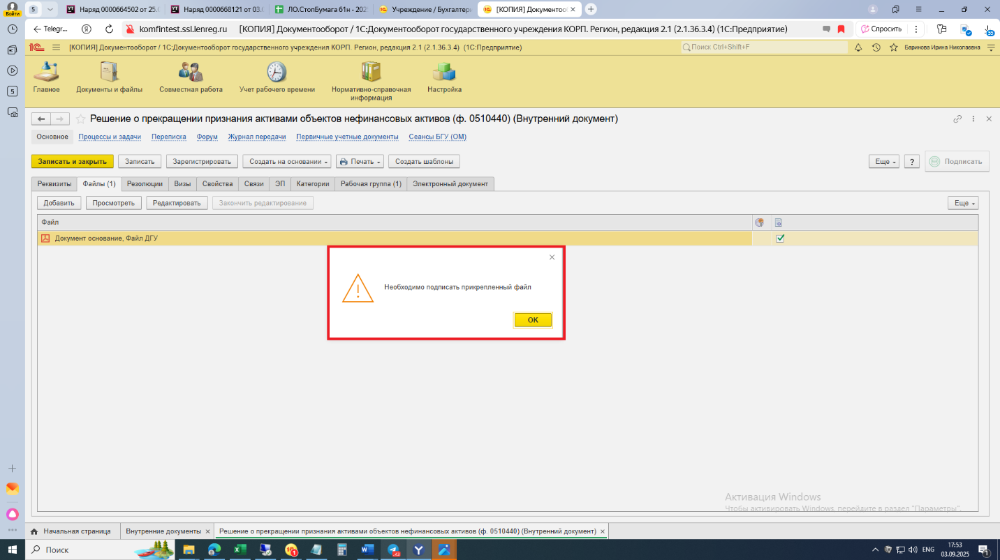 Войти
5
Наряд 0000664502 от 25.0
Наряд 0000668121 от 03.0
ЛО.СтопБумага 61н - 202
Учреждение / Бухгалтер
[КОПИЯ] Документоо
Telegr...
komfintest.ssl.lenreg.ru
[КОПИЯ] Документооборот / 1С:Документооборот государственного учреждения КОРП. Регион, редакция 2.1 (2.1.36.3.4) (1С:Предприятие)
Спросить
55
[КОПИЯ] Документооборот / 1С:Документооборот государственного учреждения КОРП. Регион, редакция 2.1 (2.1.36.3.4) (1С:Предприятие)
Поиск Ctrl+Shift+F
Баринова Ирина Николаевна
5
Главное
Документы и файлы
Совместная работа
Учет рабочего времени
Нормативно-справочная
информация
Настройка
Решение о прекращении признания активами объектов нефинансовых активов (ф. 0510440) (Внутренний документ)
Основное
Процессы и задачи
Переписка
Форум
Журнал передачи
Первичные учетные документы
Сеансы БГУ (ОМ)
Записать и закрыть
Записать
Зарегистрировать
Создать на основании
Печать
Создать шаблоны
Еще
?
Подписать
Реквизиты
Файлы (1)
Резолюции
Визы
Свойства
Связи
ЭП
Категории
Рабочая группа (1)
Электронный документ
Добавить
Просмотреть
Редактировать
Закончить редактирование
Еще
Файл
Документ основание, Файл ДГУ
Необходимо подписать прикрепленный файл
ОК
Активация Windows
Чтобы активировать Windows, перейдите в раздел "Параметры".
Начальная страница
Внутренние документы
Решение о прекращении признания активами объектов нефинансовых активов (ф. 0510440) (Внутренний документ)
Поиск
43
ENG
17:53
03.09.2025
1